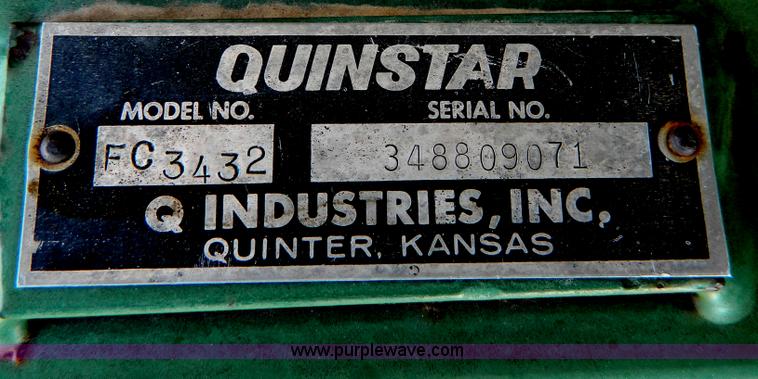 QUINSTAR
MODEL NO. SERIAL NO.
FC3432 348809071
Q INDUSTRIES, INC.
QUINTER, KANSAS
www.purplewave.com